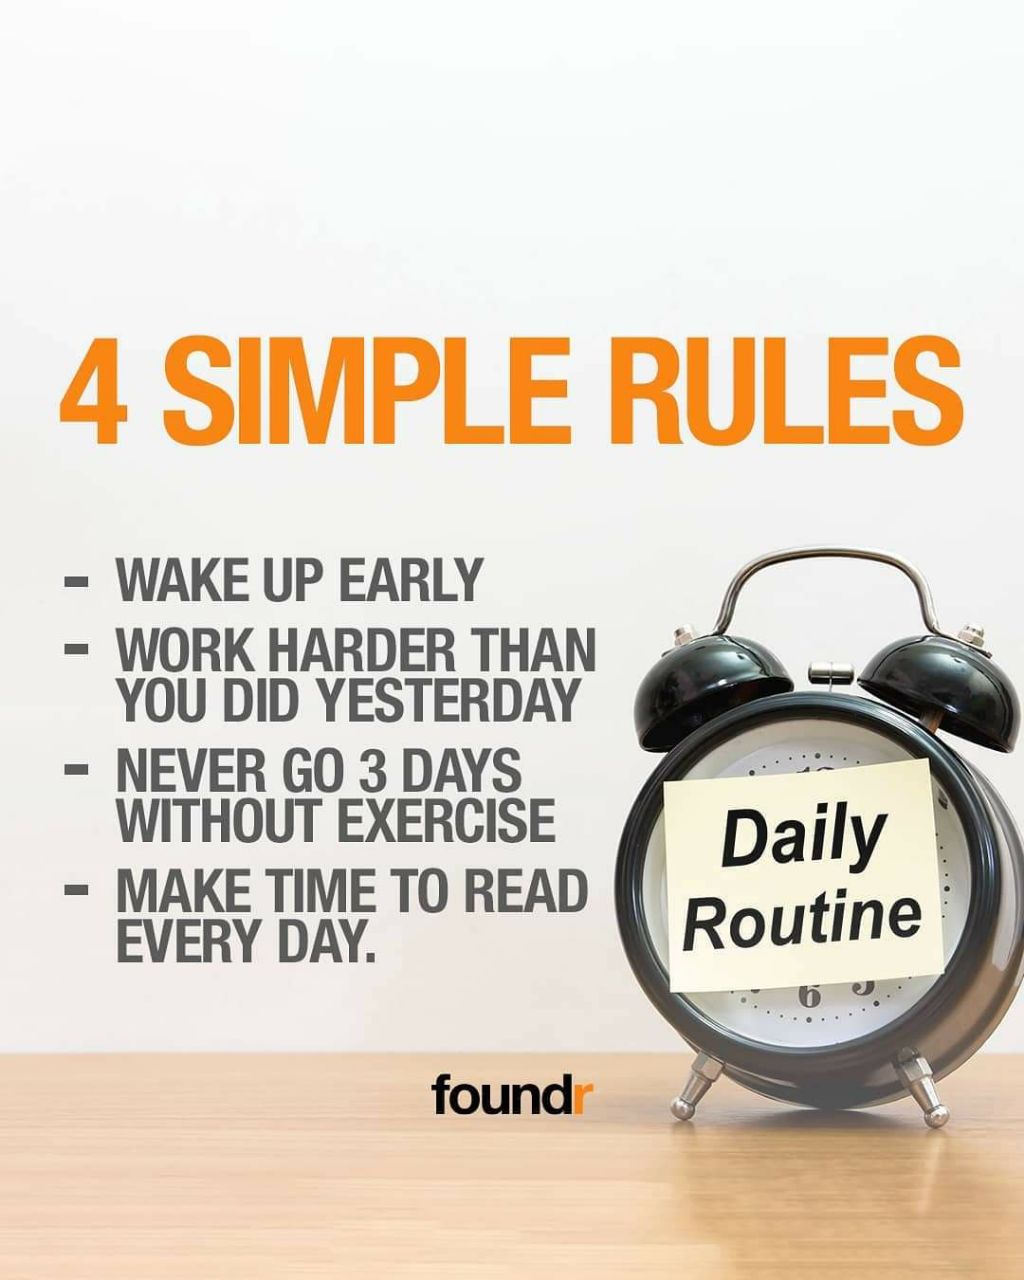 4 SIMPLE RULES
- WAKE UP EARLY
- WORK HARDER THAN
YOU DID YESTERDAY
- NEVER GO 3 DAYS
WITHOUT EXERCISE
- MAKE TIME TO READ
EVERY DAY.
Daily
Routine
6
foundr